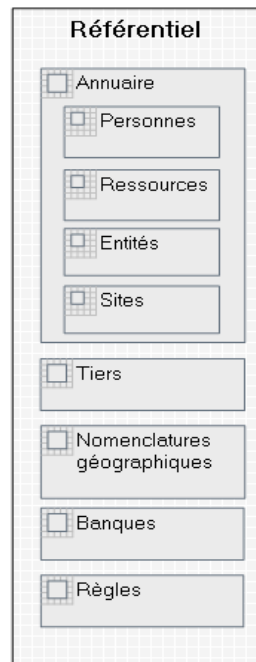 Référentiel
Annuaire
Personnes
Ressources
Entités
Sites
Tiers
Nomenclatures
géographiques
Banques
Règles